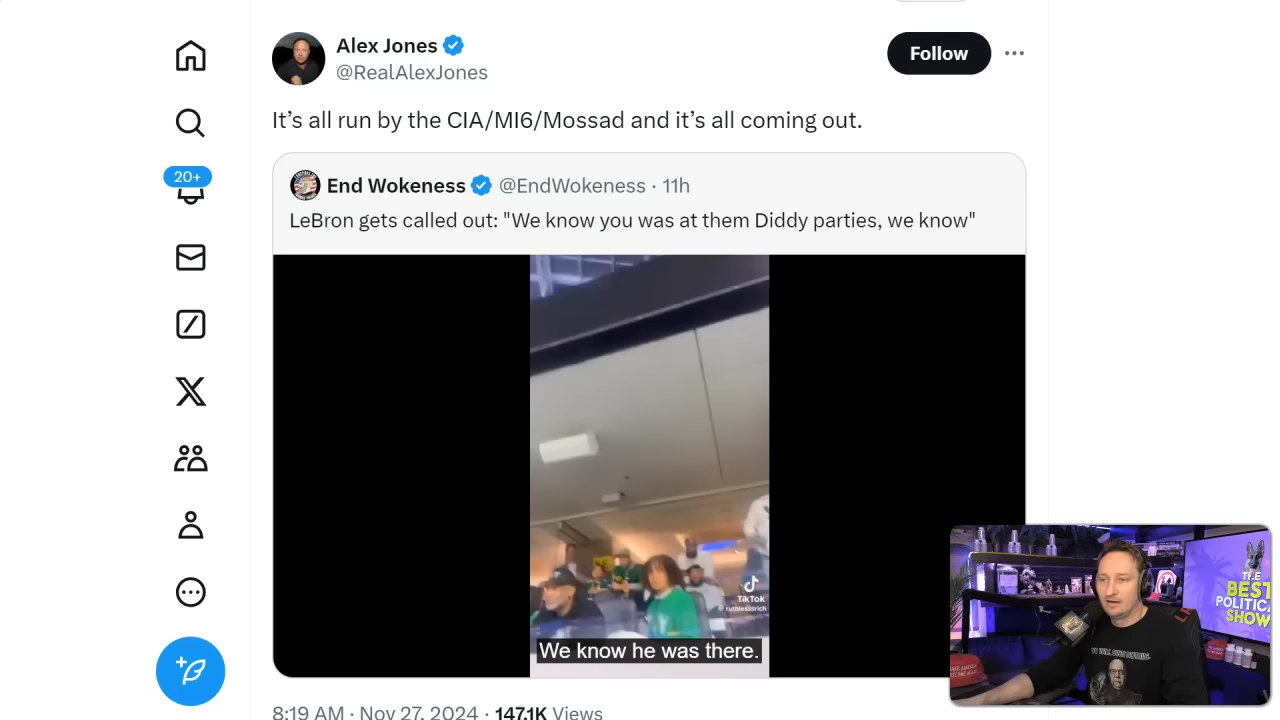 Alex Jones
@RealAlexJones
Follow
It’s all run by the CIA/MI6/Mossad and it’s all coming out.
20+
End Wokeness @EndWokeness · 11h
LeBron gets called out: "We know you was at them Diddy parties, we know"
TikTok
We know he was there.
THE
BEST
POLITICA
SHOW
8:19 AM · Nov 27, 2024 · 147.1K Views